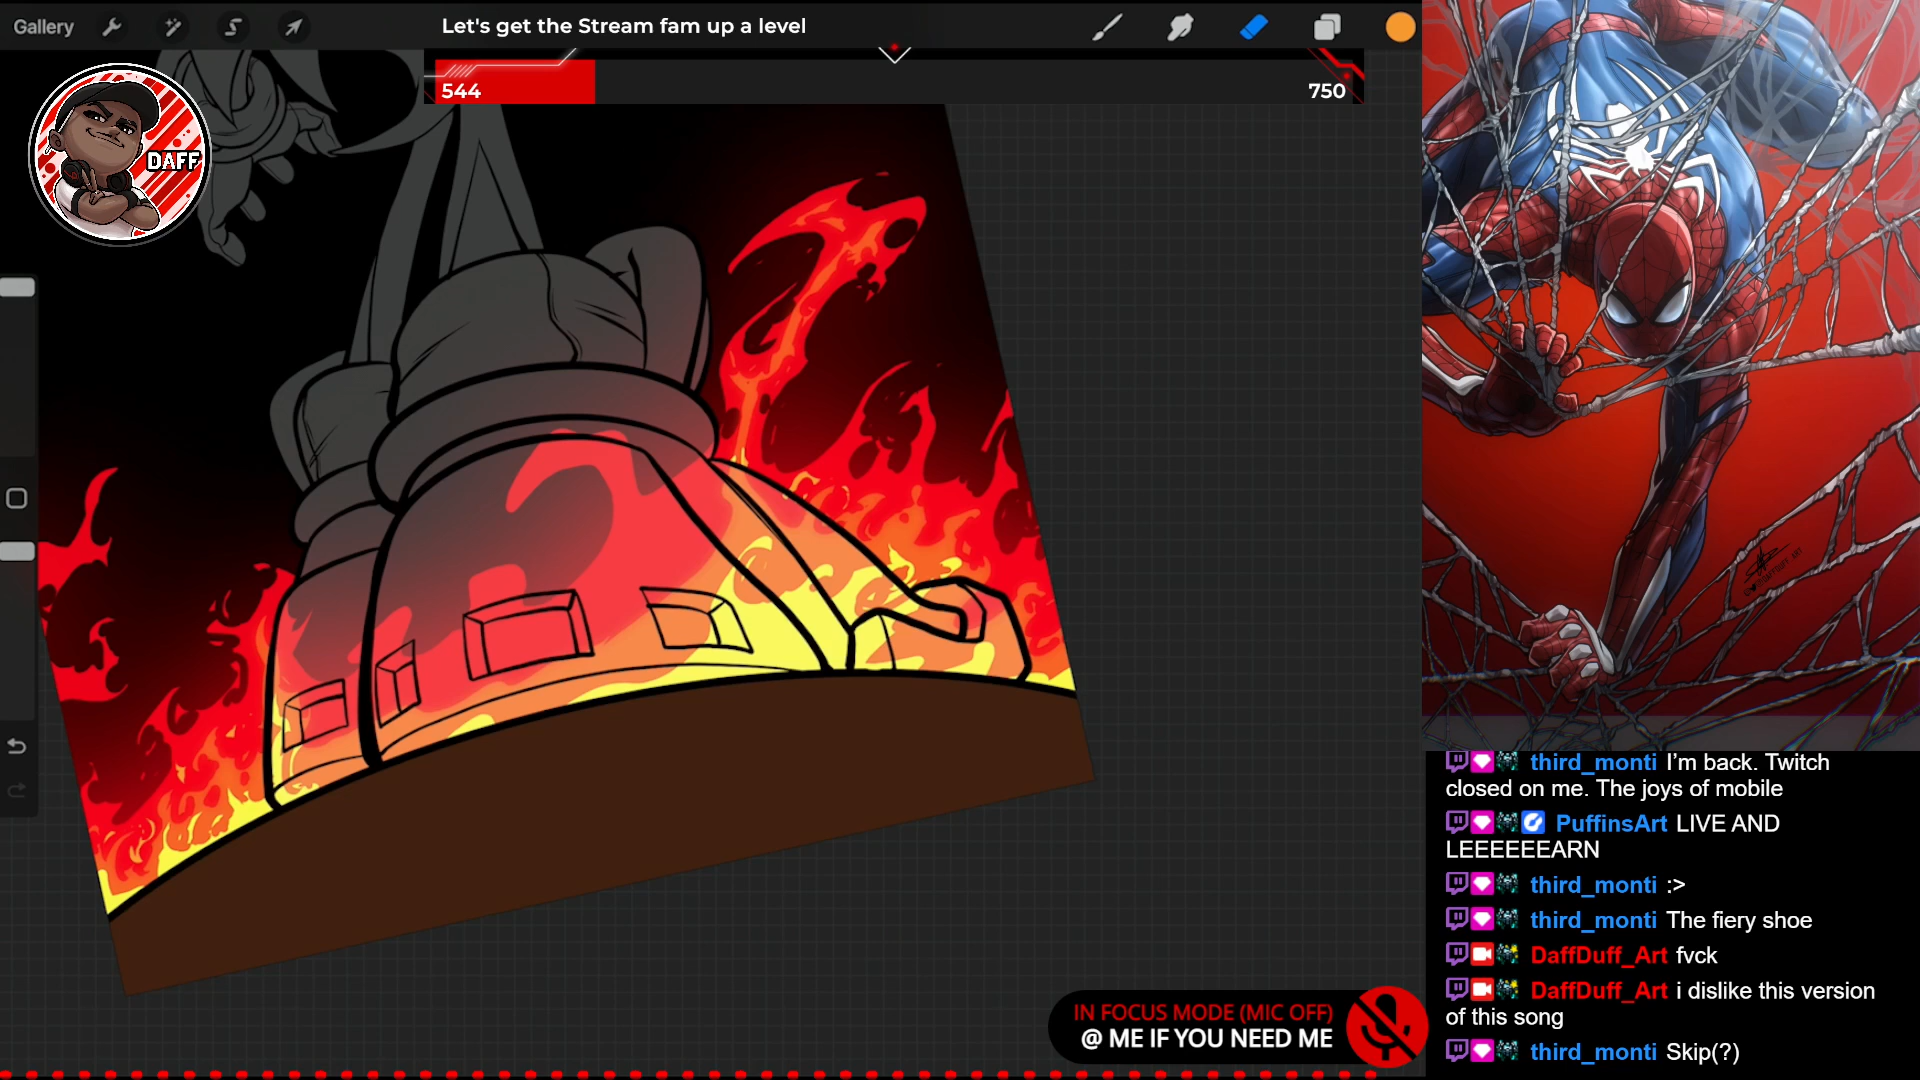 Gallery
Let's get the Stream fam up a level
544
750
DAFF
third_monti I'm back. Twitch
closed on me. The joys of mobile
PuffinsArt LIVE AND
LEEEEEEARN
third_monti :>
third_monti The fiery shoe
DaffDuff_Art fvck
DaffDuff_Art i dislike this version
of this song
third_monti Skip(?)
IN FOCUS MODE (MIC OFF)
@ ME IF YOU NEED ME